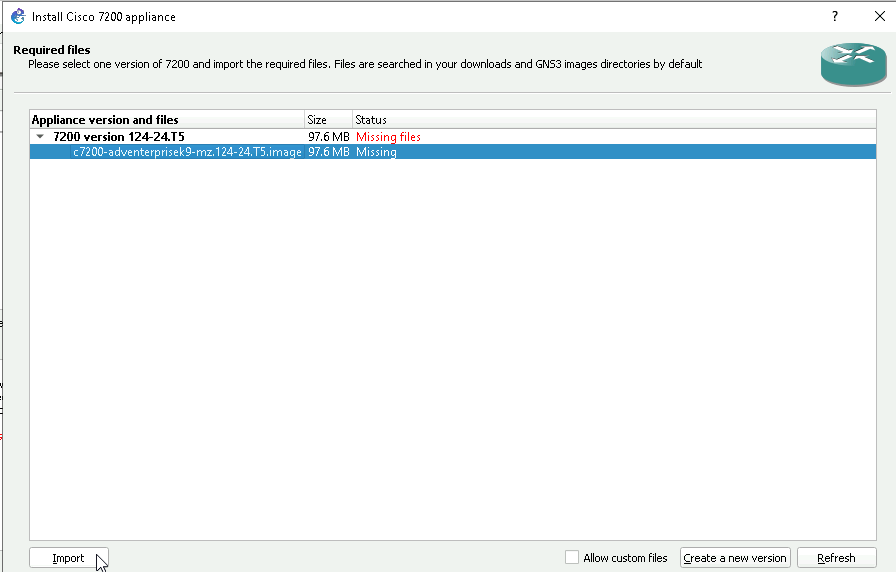 Install Cisco 7200 appliance
?
Required files
Please select one version of 7200 and import the required files. Files are searched in your downloads and GNS3 images directories by default
Appliance version and files Size Status
7200 version 124-24.T5 97.6 MB Missing files
c7200-adventerprisek9-mz.124-24.T5.image 97.6 MB Missing
Import Allow custom files Create a new version Refresh